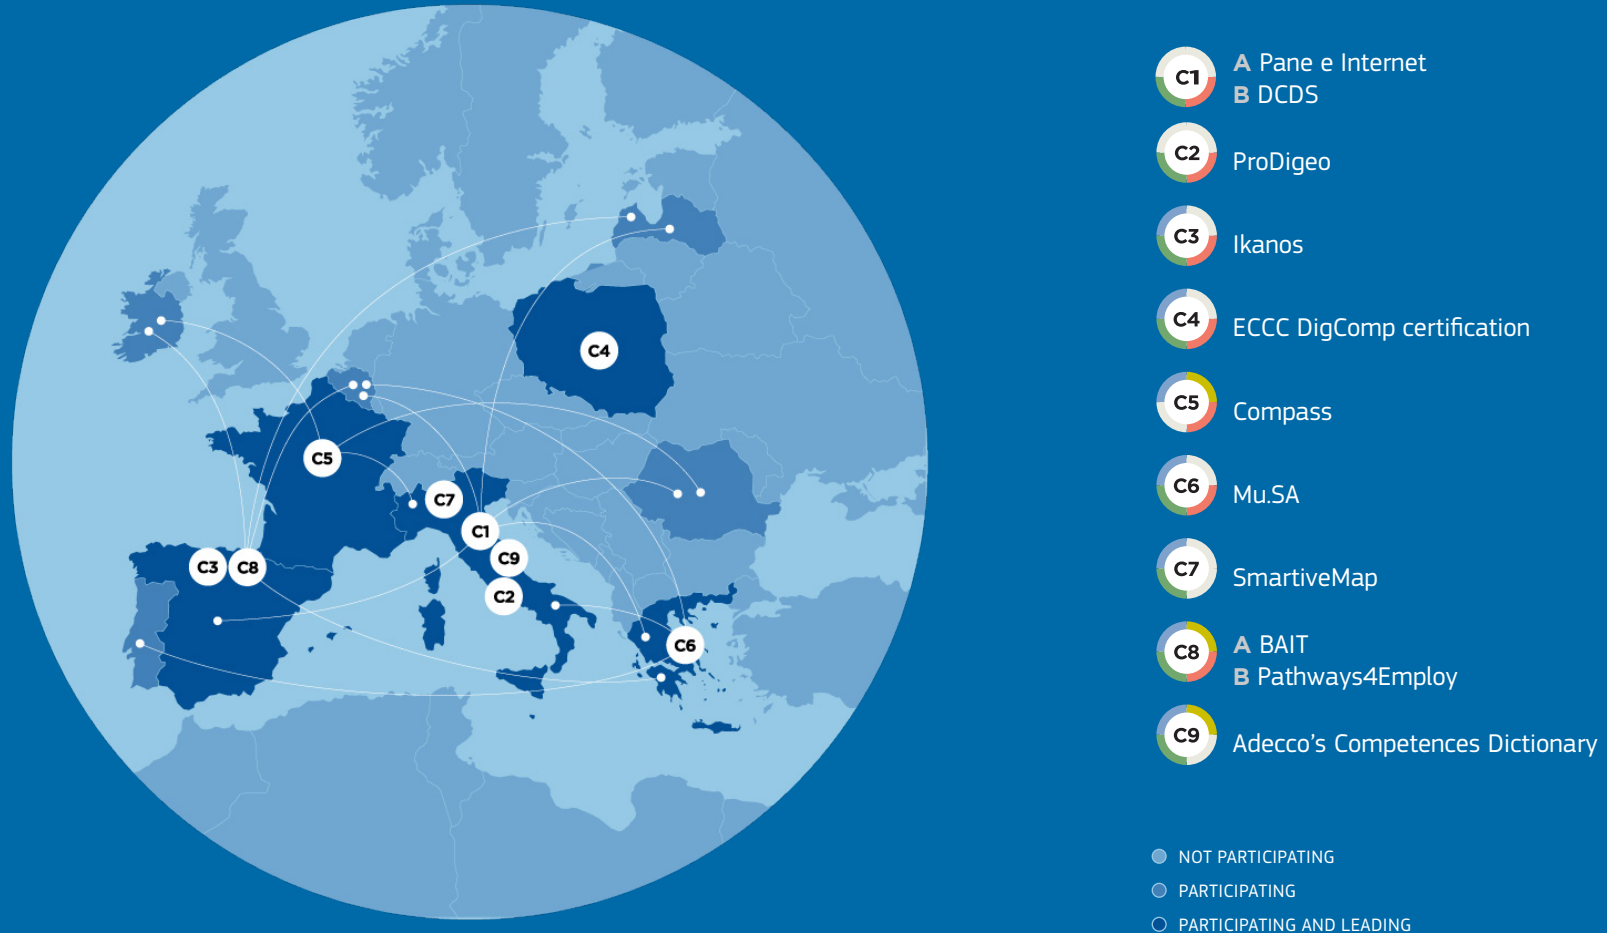 C4
C5
C7
C1
C9
C3
C8
C2
C6
C1
A Pane e Internet
B DCDS
C2
ProDigeo
C3
Ikanos
C4
ECCC DigComp certification
C5
Compass
C6
Mu.SA
C7
SmartiveMap
C8
A BAIT
B Pathways4Employ
C9
Adecco's Competences Dictionary
NOT PARTICIPATING
PARTICIPATING
PARTICIPATING AND LEADING